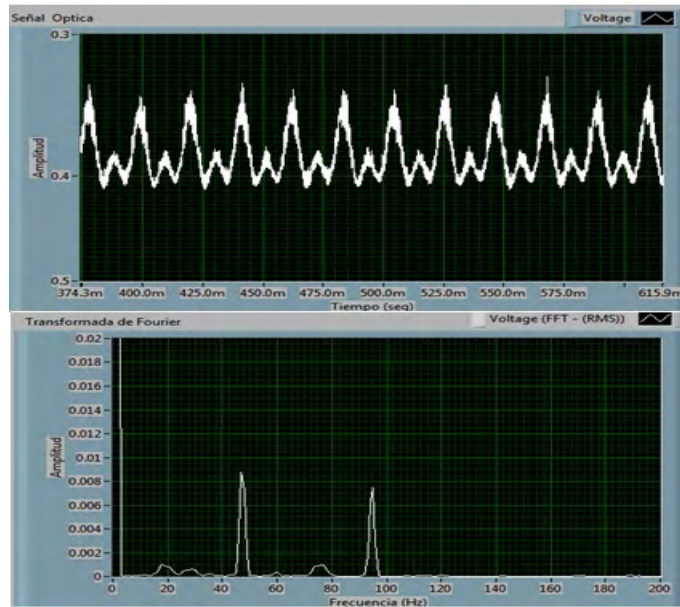 Señal Optica
Voltage
0.3
Amplitud
0.4
0.5
374.3m 400.0m 425.0m 450.0m 475.0m 500.0m 525.0m 550.0m 575.0m 615.9m
Tiempo (seg)
Transformada de Fourier
Voltage (FFT - (RMS))
0.02
0.018
0.016
0.014
0.012
0.01
0.008
0.006
0.004
0.002
0
Amplitud
0 20 40 60 80 100 120 140 160 180 200
Frecuencia (Hz)